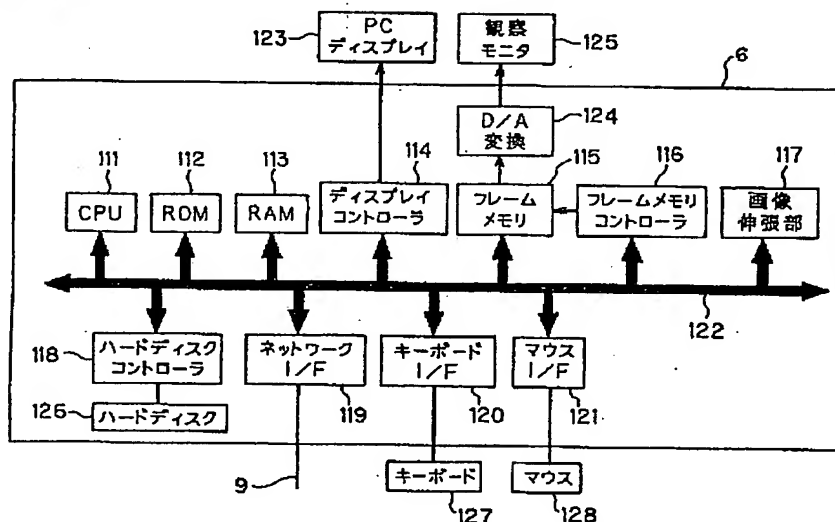 123
PC
ディスプレイ
観察
モニタ
125
6
D/A
変換
124
111
112
113
114
115
116
117
CPU
ROM
RAM
ディスプレイ
コントローラ
フレーム
メモリ
フレームメモリ
コントローラ
画像
伸張部
122
118
ハードディスク
コントローラ
ネットワーク
I/F
キーボード
I/F
マウス
I/F
119
120
121
126
ハードディスク
9
キーボード
マウス
127
128